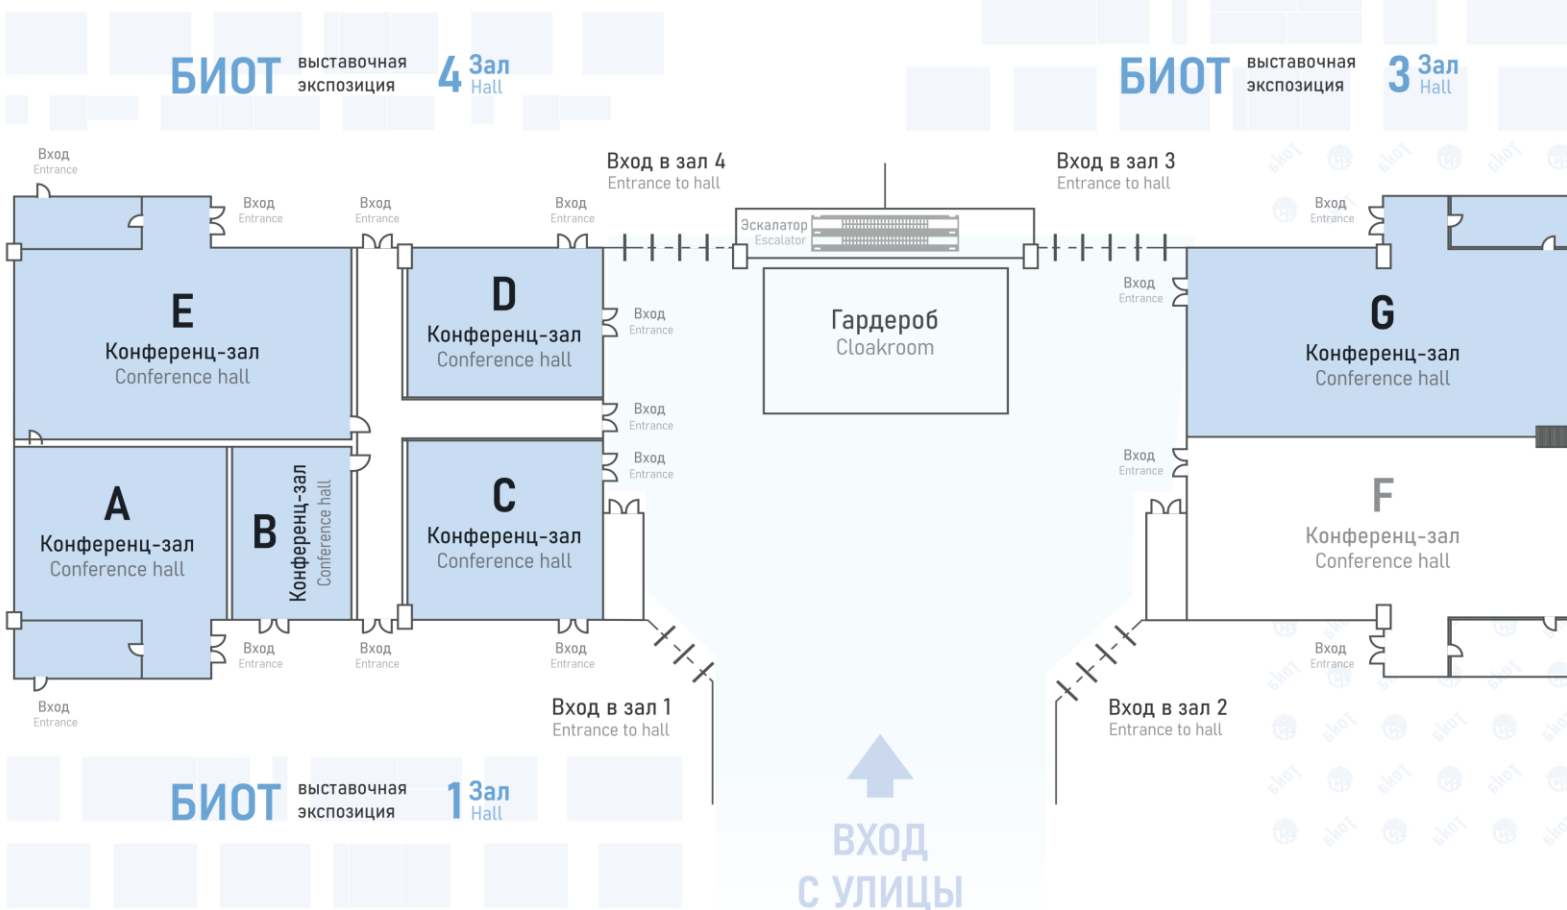 БИОТ
выставочная
экспозиция
4 Зал
Hall
БИОТ
выставочная
экспозиция
3 Зал
Hall
Вход
Entrance
Вход
Entrance
Вход
Entrance
Вход
Entrance
Вход в зал 4
Entrance to hall
Эскалатор
Escalator
Вход в зал 3
Entrance to hall
Вход
Entrance
E
Конференц-зал
Conference hall
D
Конференц-зал
Conference hall
Вход
Entrance
Гардероб
Cloakroom
Вход
Entrance
G
Конференц-зал
Conference hall
Вход
Entrance
Вход
Entrance
Вход
Entrance
A
Конференц-зал
Conference hall
B
Конференц-зал
Conference hall
C
Конференц-зал
Conference hall
F
Конференц-зал
Conference hall
Вход
Entrance
Вход
Entrance
Вход
Entrance
Вход
Entrance
Вход
Entrance
Вход в зал 1
Entrance to hall
Вход в зал 2
Entrance to hall
БИОТ
выставочная
экспозиция
1 Зал
Hall
ВХОД
С УЛИЦЫ